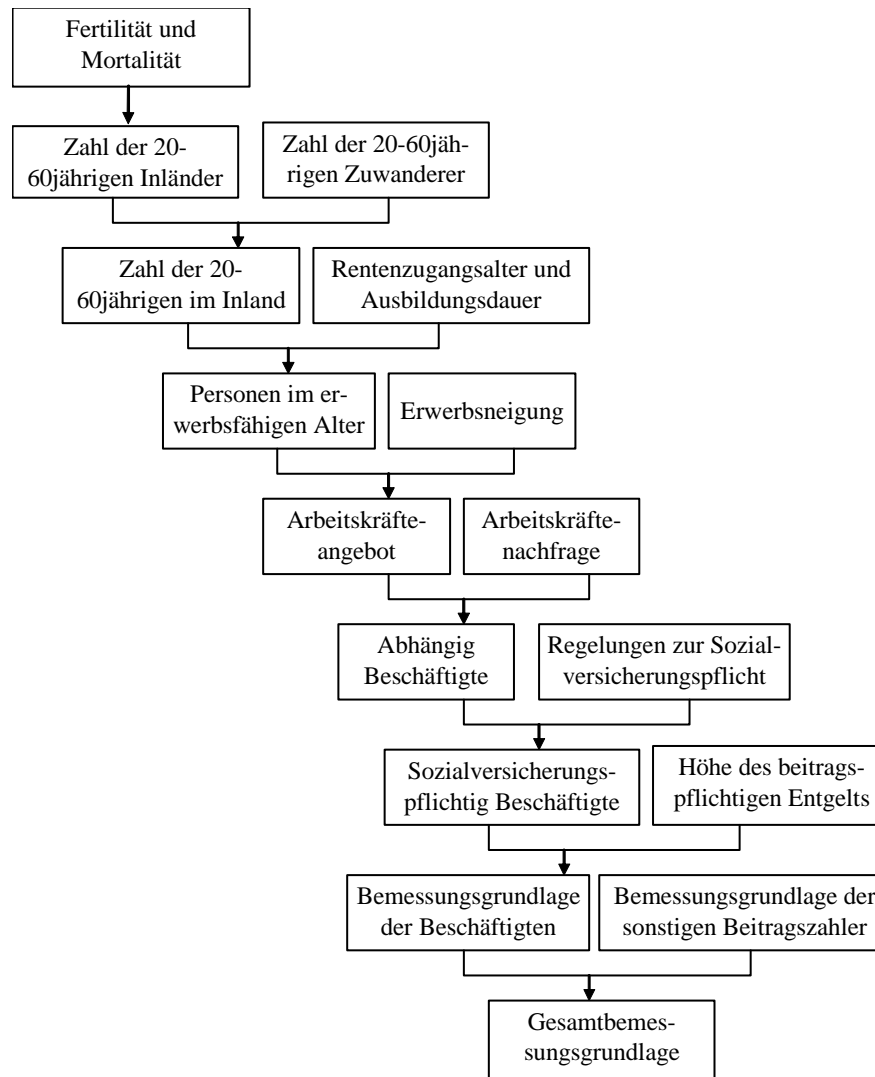 Fertilität und
Mortalität
Zahl der 20-
60jährigen Inländer
Zahl der 20-60jäh-
rigen Zuwanderer
Zahl der 20-
60jährigen im Inland
Rentenzugangsalter und
Ausbildungsdauer
Personen im er-
werbsfähigen Alter
Erwerbsneigung
Arbeitskräfte-
angebot
Arbeitskräfte-
nachfrage
Abhängig
Beschäftigte
Regelungen zur Sozial-
versicherungspflicht
Sozialversicherungs-
pflichtig Beschäftigte
Höhe des beitrags-
pflichtigen Entgelts
Bemessungsgrundlage
der Beschäftigten
Bemessungsgrundlage der
sonstigen Beitragszahler
Gesamtbemes-
sungsgrundlage